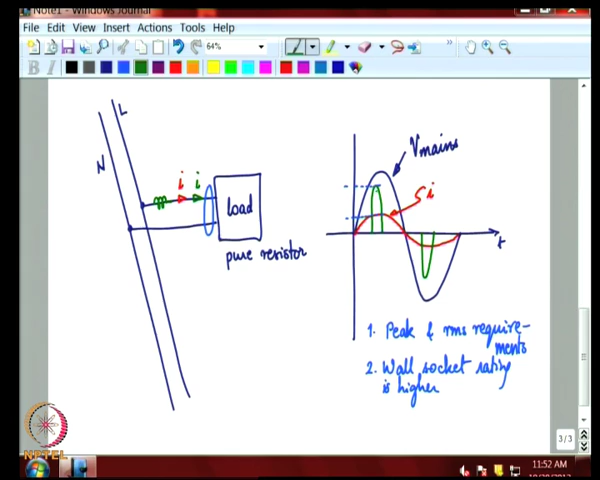 Note1 - Windows Journal
File Edit View Insert Actions Tools Help
64%
B I
L
N
i i
load
pure resistor
Vmains
i
t
1. Peak & rms require-
ments
2. Wall socket rating
is higher
NPTEL
3/3
11:52 AM